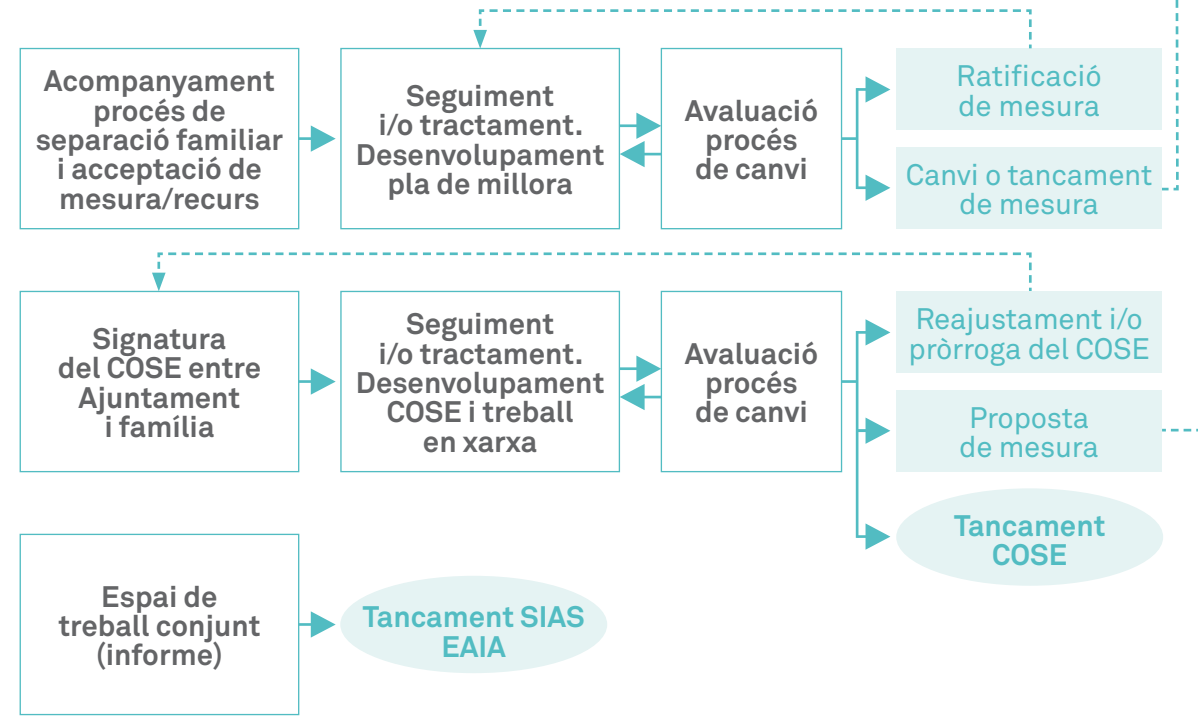 Acompanyament
procés de
separació familiar
i acceptació de
mesura/recurs
Seguiment
i/o tractament.
Desenvolupament
pla de millora
Avaluació
procés
de canvi
Ratificació
de mesura
Canvi o tancament
de mesura
Signatura
del COSE entre
Ajuntament
i família
Seguiment
i/o tractament.
Desenvolupament
COSE i treball
en xarxa
Avaluació
procés
de canvi
Reajustament i/o
pròrroga del COSE
Proposta
de mesura
Tancament
COSE
Espai de
treball conjunt
(informe)
Tancament SIAS
EAIA